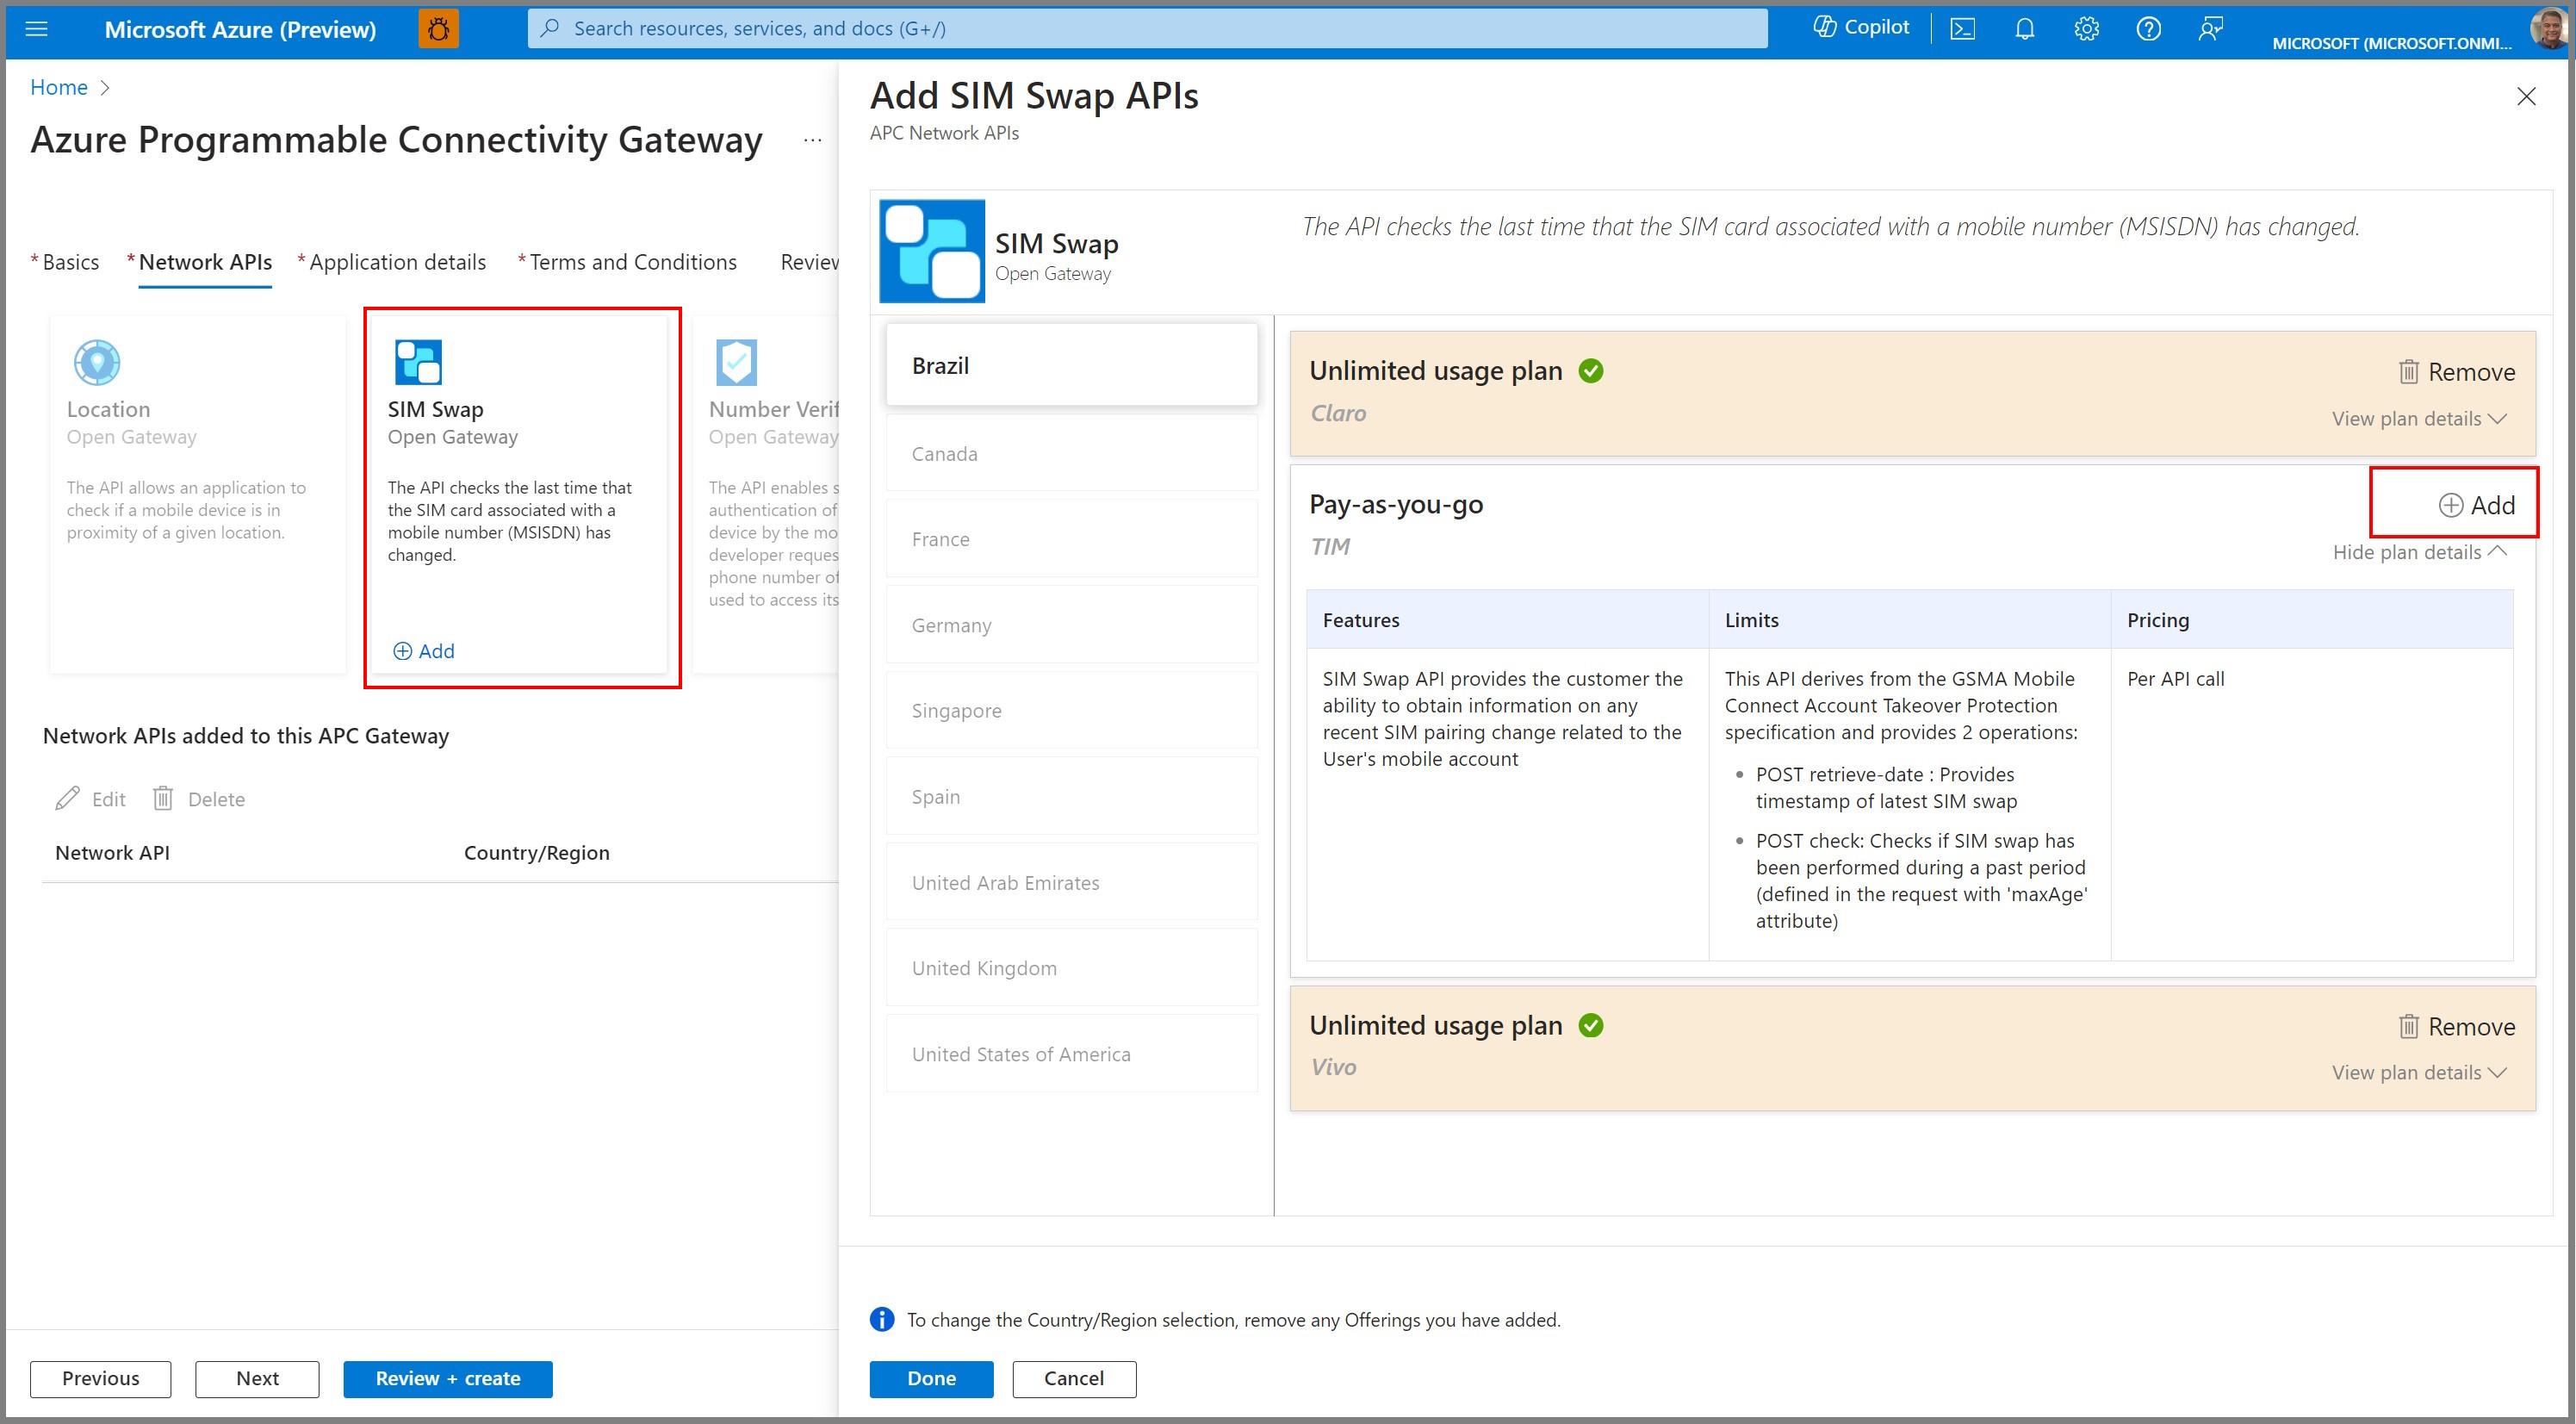 Microsoft Azure (Preview)
Search resources, services, and docs (G+/)
Copilot
MICROSOFT (MICROSOFT.ONMI...
Home
Azure Programmable Connectivity Gateway
...
* Basics
* Network APIs
* Application details
* Terms and Conditions
Review
Location
Open Gateway
The API allows an application to
check if a mobile device is in
proximity of a given location.
SIM Swap
Open Gateway
The API checks the last time that
the SIM card associated with a
mobile number (MSISDN) has
changed.
Add
Number Verif
Open Gateway
The API enables s
authentication of
device by the mo
developer reques
phone number of
used to access its
Network APIs added to this APC Gateway
Edit
Delete
Network API
Country/Region
Previous
Next
Review + create
Add SIM Swap APIs
APC Network APIs
SIM Swap
Open Gateway
The API checks the last time that the SIM card associated with a mobile number (MSISDN) has changed.
Brazil
Canada
France
Germany
Singapore
Spain
United Arab Emirates
United Kingdom
United States of America
Unlimited usage plan
Remove
Claro
View plan details
Pay-as-you-go
Add
TIM
Hide plan details
Features
Limits
Pricing
SIM Swap API provides the customer the
ability to obtain information on any
recent SIM pairing change related to the
User's mobile account
This API derives from the GSMA Mobile
Connect Account Takeover Protection
specification and provides 2 operations:
• POST retrieve-date : Provides
timestamp of latest SIM swap
• POST check: Checks if SIM swap has
been performed during a past period
(defined in the request with 'maxAge'
attribute)
Per API call
Unlimited usage plan
Remove
Vivo
View plan details
To change the Country/Region selection, remove any Offerings you have added.
Done
Cancel